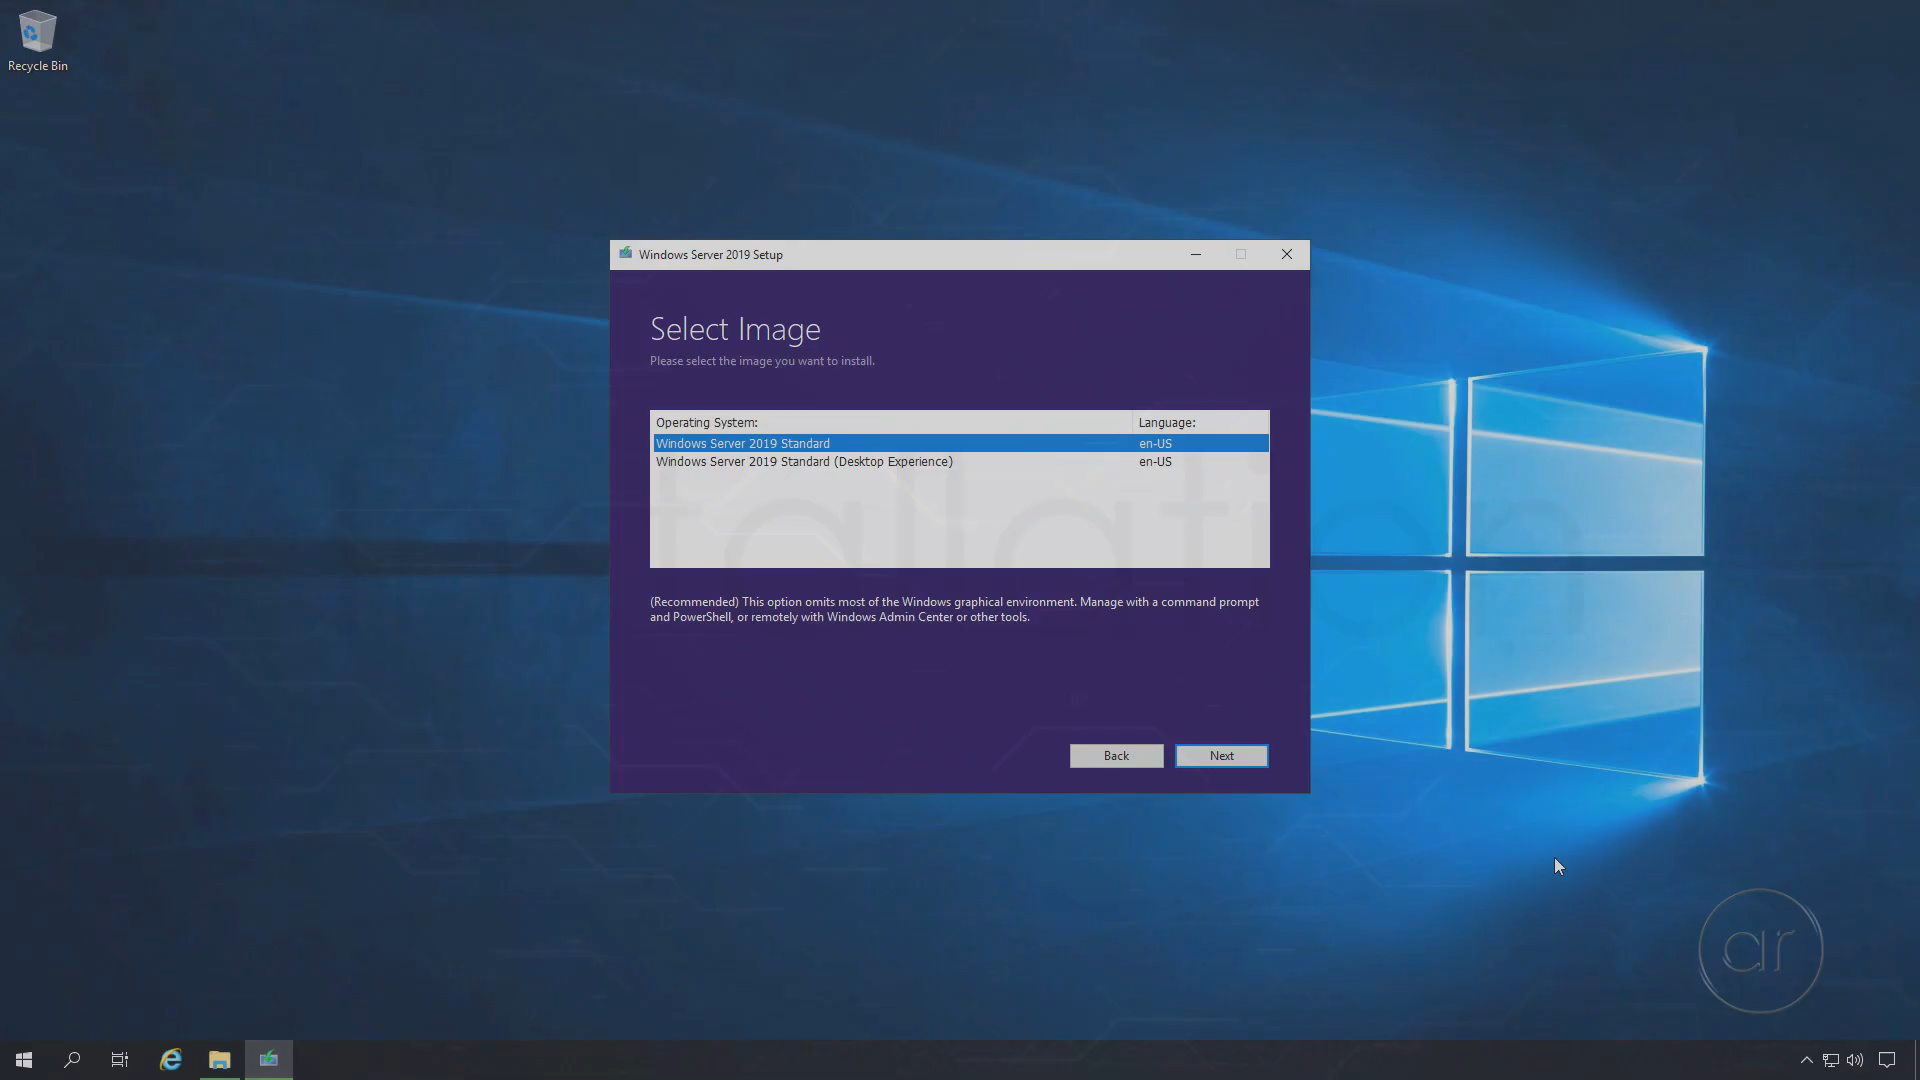 Recycle Bin
Windows Server 2019 Setup
Select Image
Please select the image you want to install.
Operating System: Language:
Windows Server 2019 Standard en-US
Windows Server 2019 Standard (Desktop Experience) en-US
tallation
(Recommended) This option omits most of the Windows graphical environment. Manage with a command prompt
and PowerShell, or remotely with Windows Admin Center or other tools.
Back Next
ar